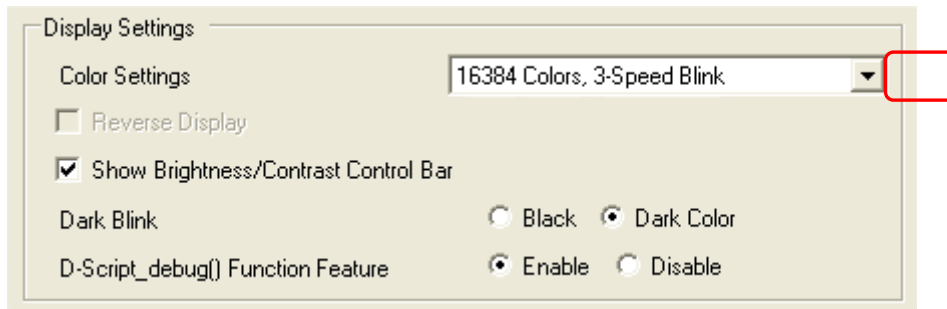 Display Settings
Color Settings 16384 Colors, 3-Speed Blink
Reverse Display
Show Brightness/Contrast Control Bar
Dark Blink Black Dark Color
D-Script_debug() Function Feature Enable Disable